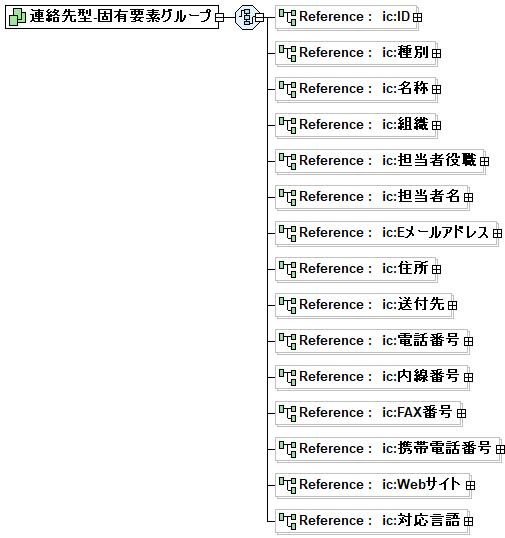 連絡先型-固有要素グループ
Reference : ic:ID
Reference : ic:種別
Reference : ic:名称
Reference : ic:組織
Reference : ic:担当者役職
Reference : ic:担当者名
Reference : ic:Eメールアドレス
Reference : ic:住所
Reference : ic:送付先
Reference : ic:電話番号
Reference : ic:内線番号
Reference : ic:FAX番号
Reference : ic:携帯電話番号
Reference : ic:Webサイト
Reference : ic:対応言語